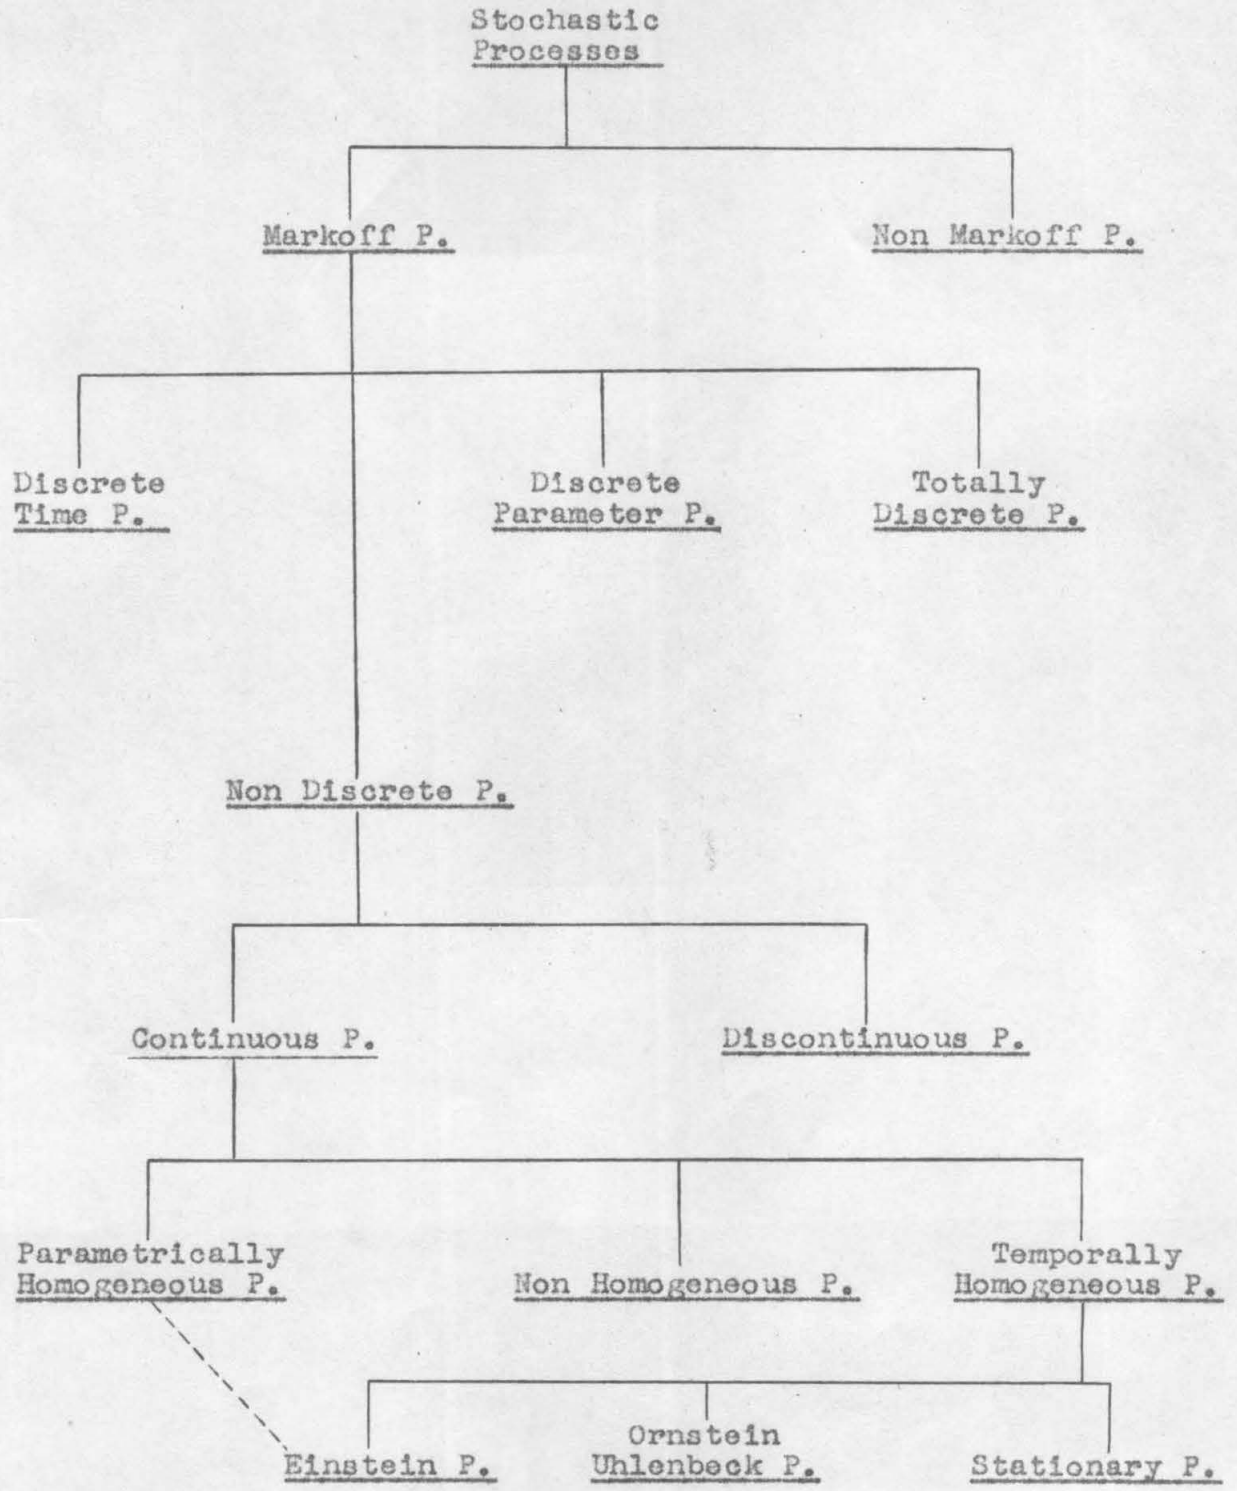 Stochastic
Processes
Markoff P.
Non Markoff P.
Discrete
Time P.
Discrete
Parameter P.
Totally
Discrete P.
Non Discrete P.
Continuous P.
Discontinuous P.
Parametrically
Homogeneous P.
Non Homogeneous P.
Temporally
Homogeneous P.
Einstein P.
Ornstein
Uhlenbeck P.
Stationary P.